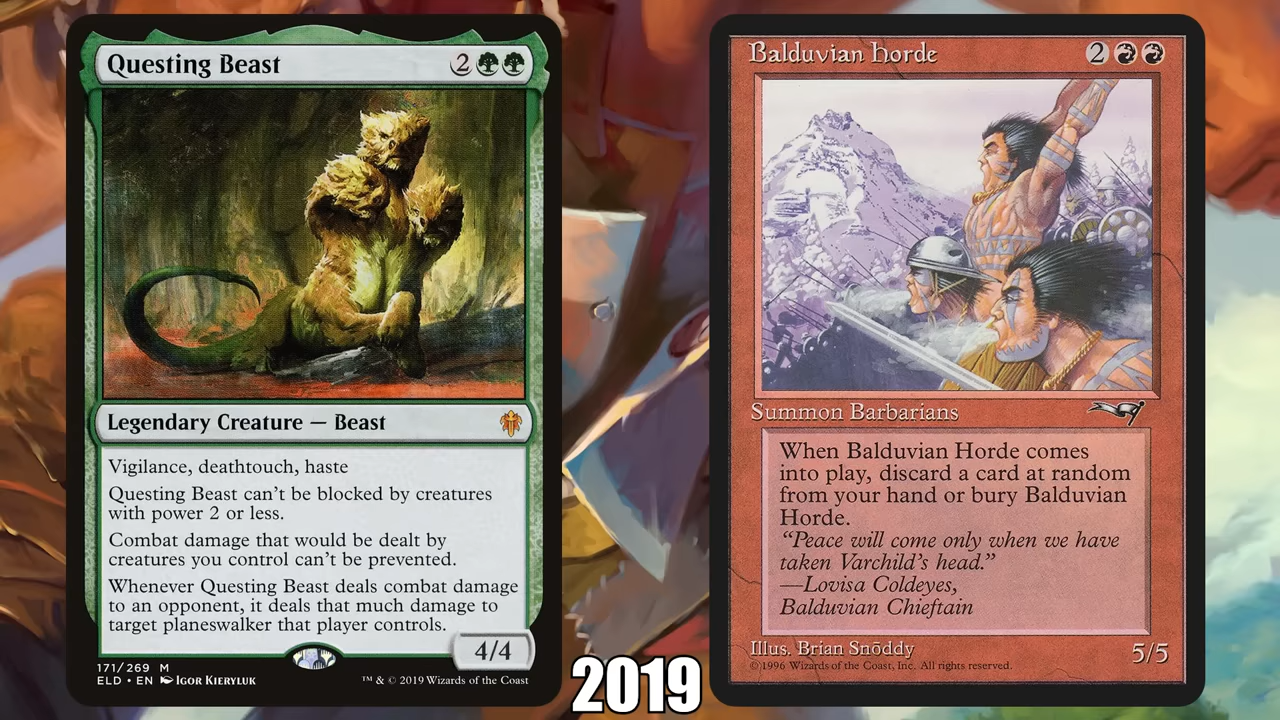 Questing Beast
2
Legendary Creature — Beast
Vigilance, deathtouch, haste
Questing Beast can't be blocked by creatures
with power 2 or less.
Combat damage that would be dealt by
creatures you control can't be prevented.
Whenever Questing Beast deals combat damage
to an opponent, it deals that much damage to
target planeswalker that player controls.
4/4
171/269 M
ELD • EN Igor Kieryluk
™ & © 2019 Wizards of the Coast
2019
Balduvian Horde
2
Summon Barbarians
When Balduvian Horde comes
into play, discard a card at random
from your hand or bury Balduvian
Horde.
“Peace will come only when we have
taken Varchild's head.”
—Lovisa Coldeyes,
Balduvian Chieftain
Illus. Brian Snōddy
©1996 Wizards of the Coast, Inc. All rights reserved.
5/5